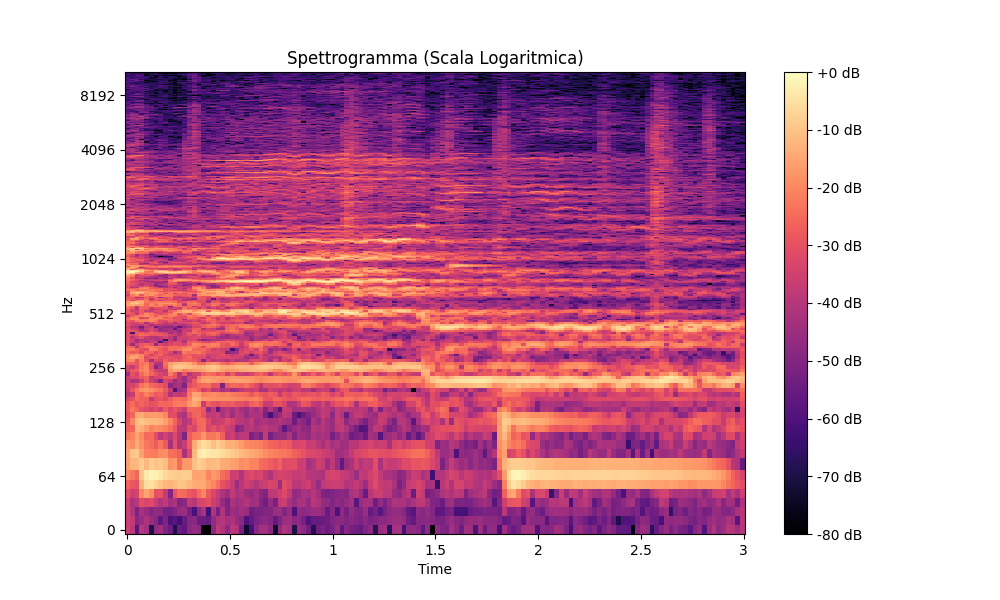 Spettrogramma (Scala Logaritmica)
8192
4096
2048
1024
512
256
128
64
0
Hz
0
0.5
1
1.5
2
2.5
3
Time
+0 dB
-10 dB
-20 dB
-30 dB
-40 dB
-50 dB
-60 dB
-70 dB
-80 dB